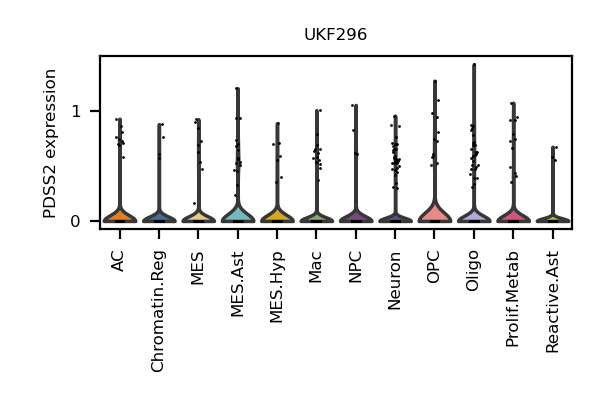 UKF296
PDSS2 expression
1
0
AC
Chromatin.Reg
MES
MES.Ast
MES.Hyp
Mac
NPC
Neuron
OPC
Oligo
Prolif.Metab
Reactive.Ast